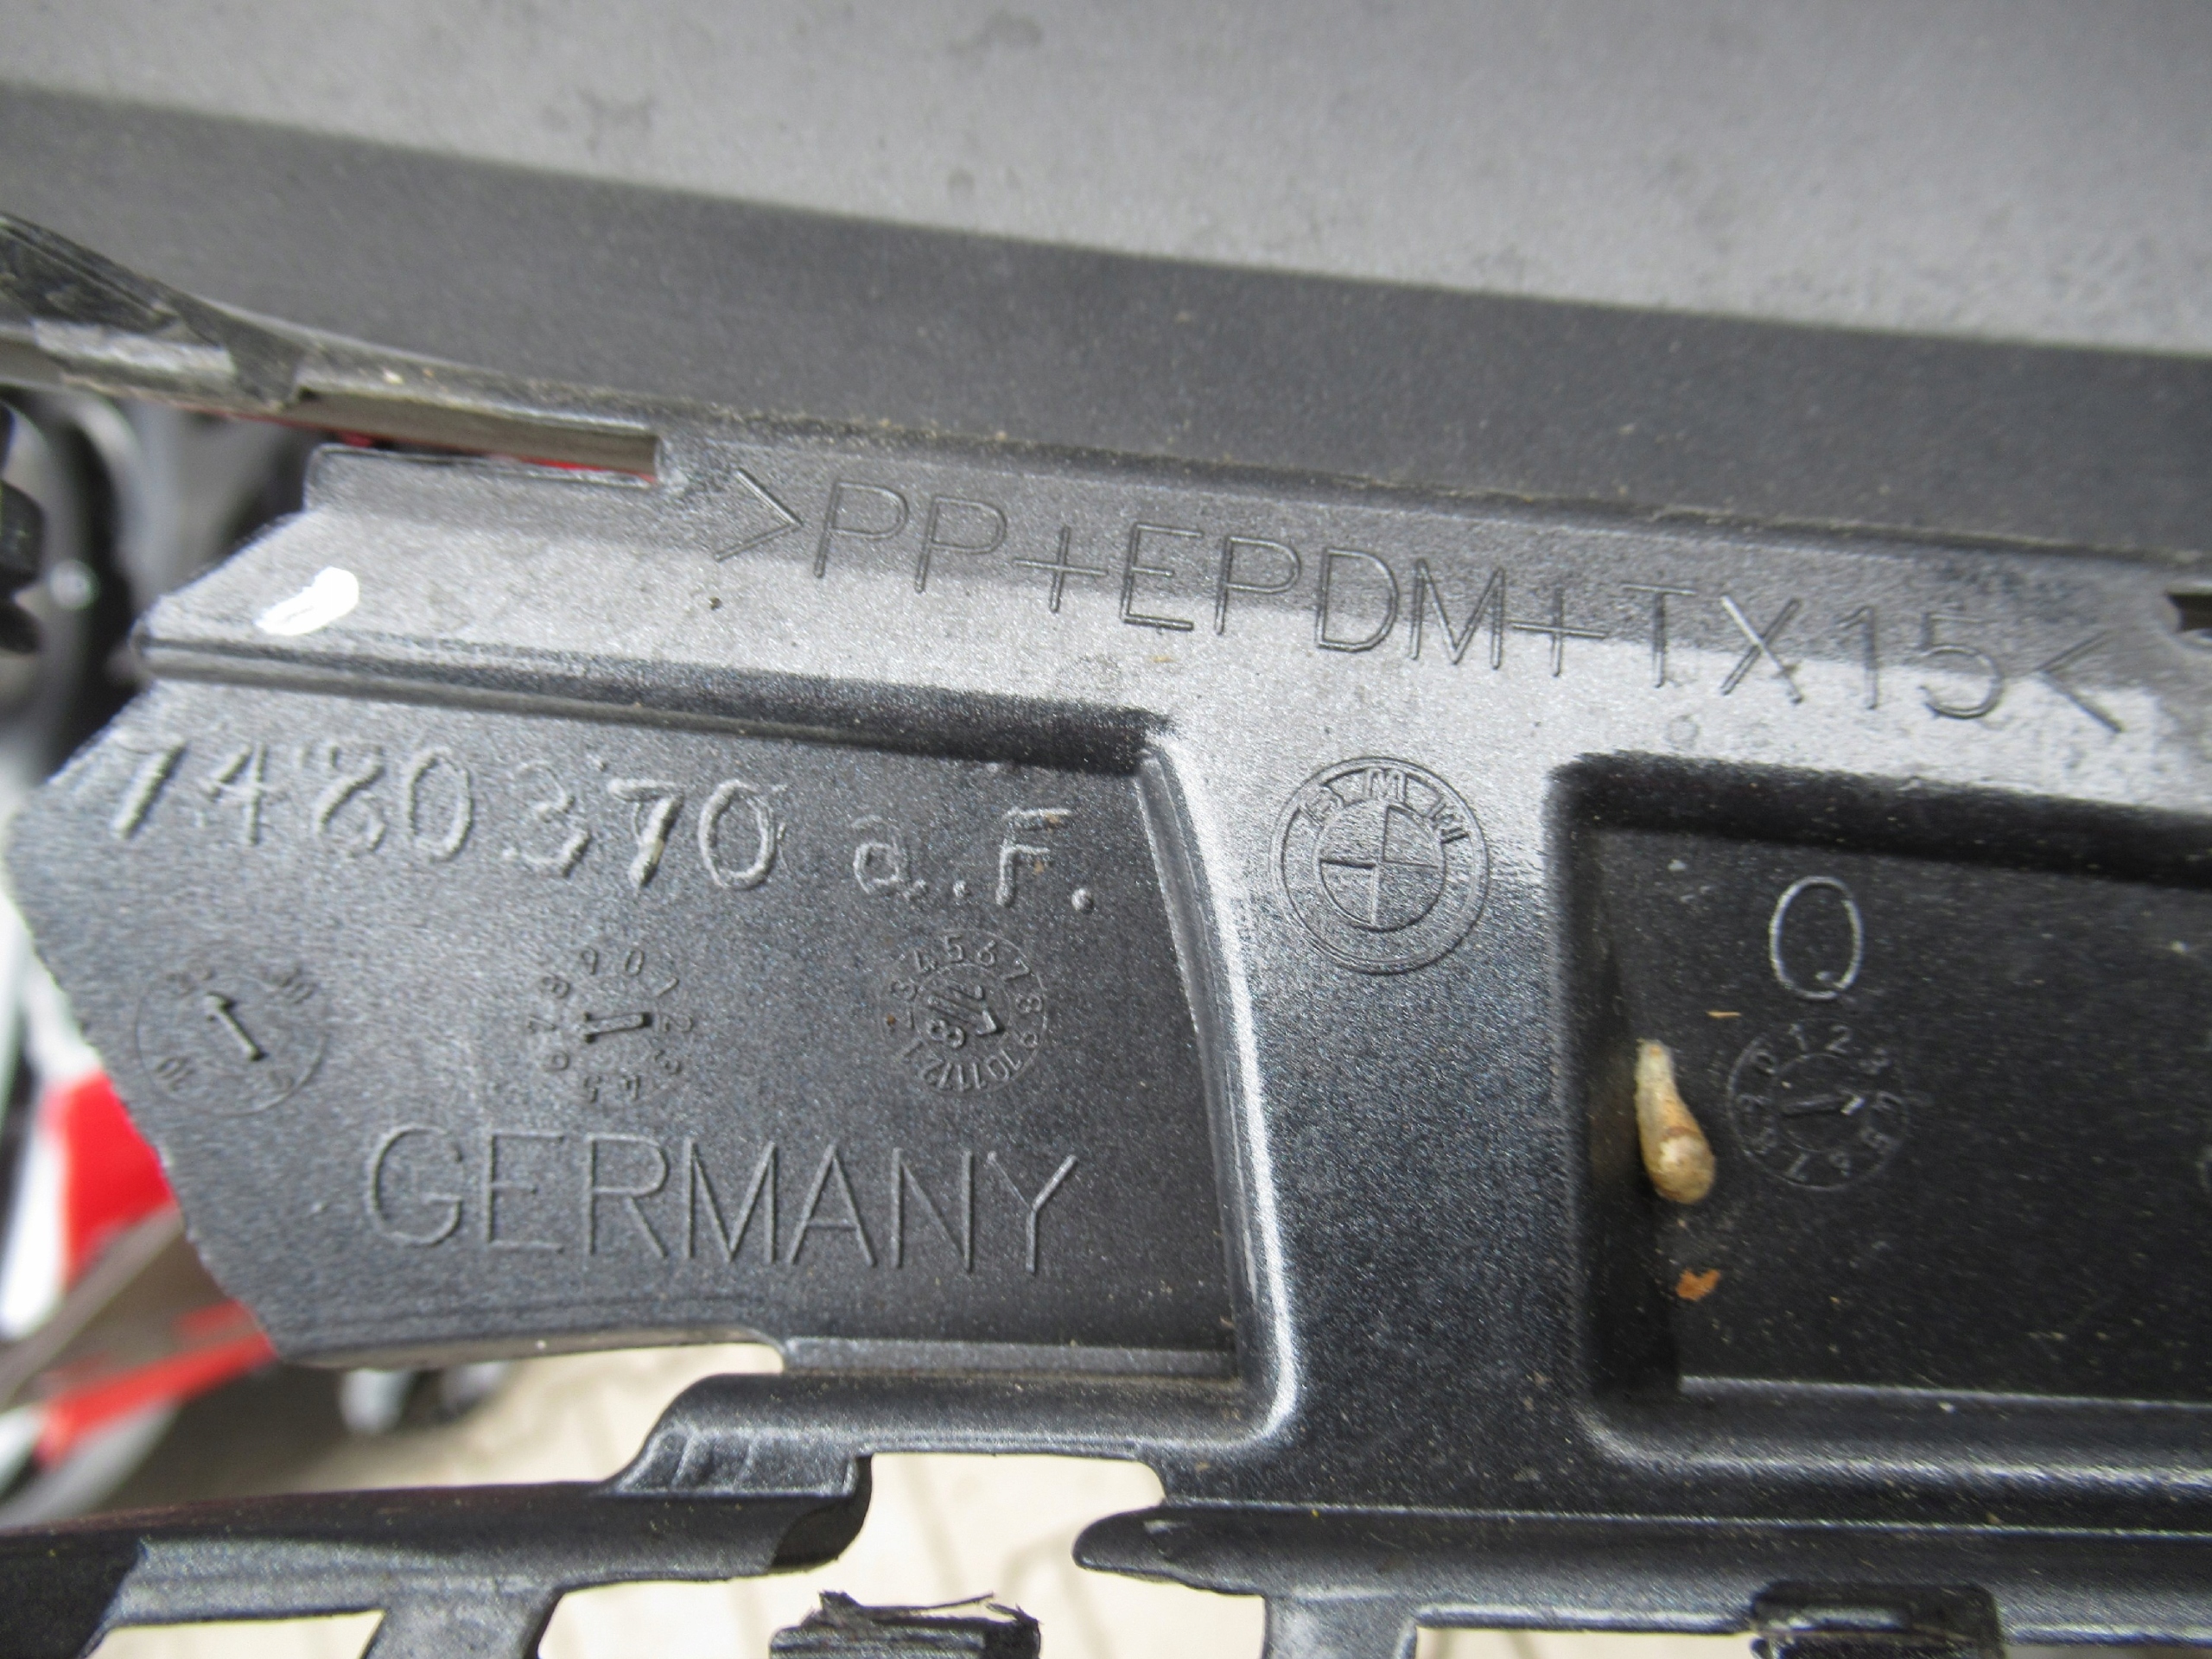 >PP+EPDM+TX15<
7480370 a.F.
BMW
GERMANY
Q